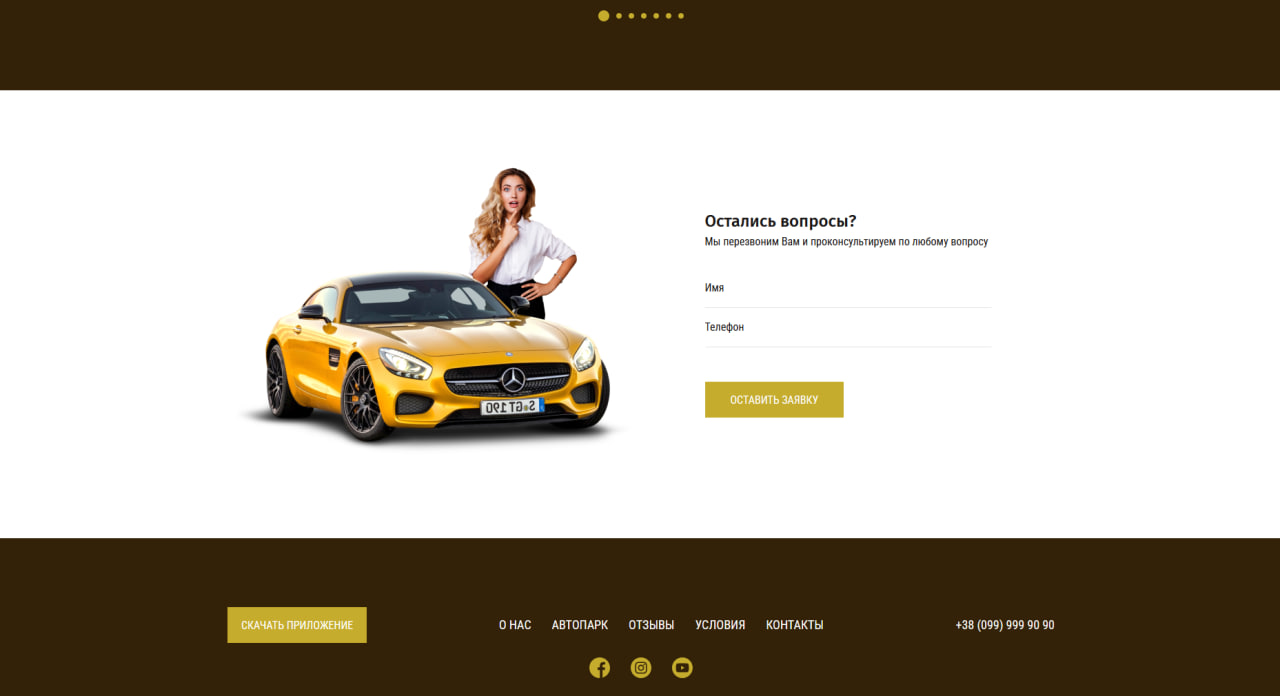 Остались вопросы?
Мы перезвоним Вам и проконсультируем по любому вопросу
Имя
Телефон
ОСТАВИТЬ ЗАЯВКУ
S GT 190
СКАЧАТЬ ПРИЛОЖЕНИЕ
О НАС
АВТОПАРК
ОТЗЫВЫ
УСЛОВИЯ
КОНТАКТЫ
+38 (099) 999 90 90